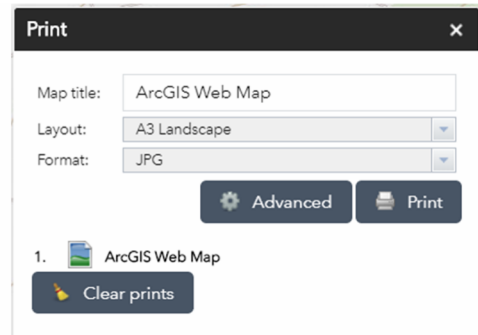 Print
Map title: ArcGIS Web Map
Layout: A3 Landscape
Format: JPG
Advanced Print
1. ArcGIS Web Map
Clear prints